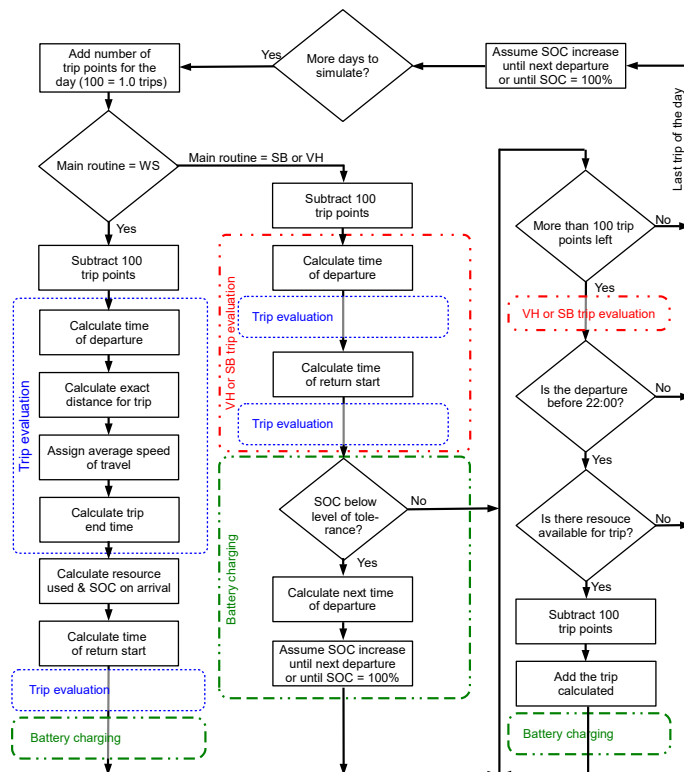 Add number of
trip points for the
day (100 = 1.0 trips)
Yes
More days to
simulate?
Assume SOC increase
until next departure
or until SOC = 100%
Last trip of the day
Main routine = WS
Main routine = SB or VH
Yes
Subtract 100
trip points
Trip evaluation
Calculate time
of departure
Calculate exact
distance for trip
Assign average speed
of travel
Calculate trip
end time
Calculate resource
used & SOC on arrival
Calculate time
of return start
Trip evaluation
Battery charging
Subtract 100
trip points
VH or SB trip evaluation
Calculate time
of departure
Trip evaluation
Calculate time
of return start
Trip evaluation
Battery charging
SOC below
level of tole-
rance?
No
Yes
Calculate next time
of departure
Assume SOC increase
until next departure
or until SOC = 100%
More than 100 trip
points left
No
Yes
VH or SB trip evaluation
Is the departure
before 22:00?
No
Yes
Is there resouce
available for trip?
No
Yes
Subtract 100
trip points
Add the trip
calculated
Battery charging